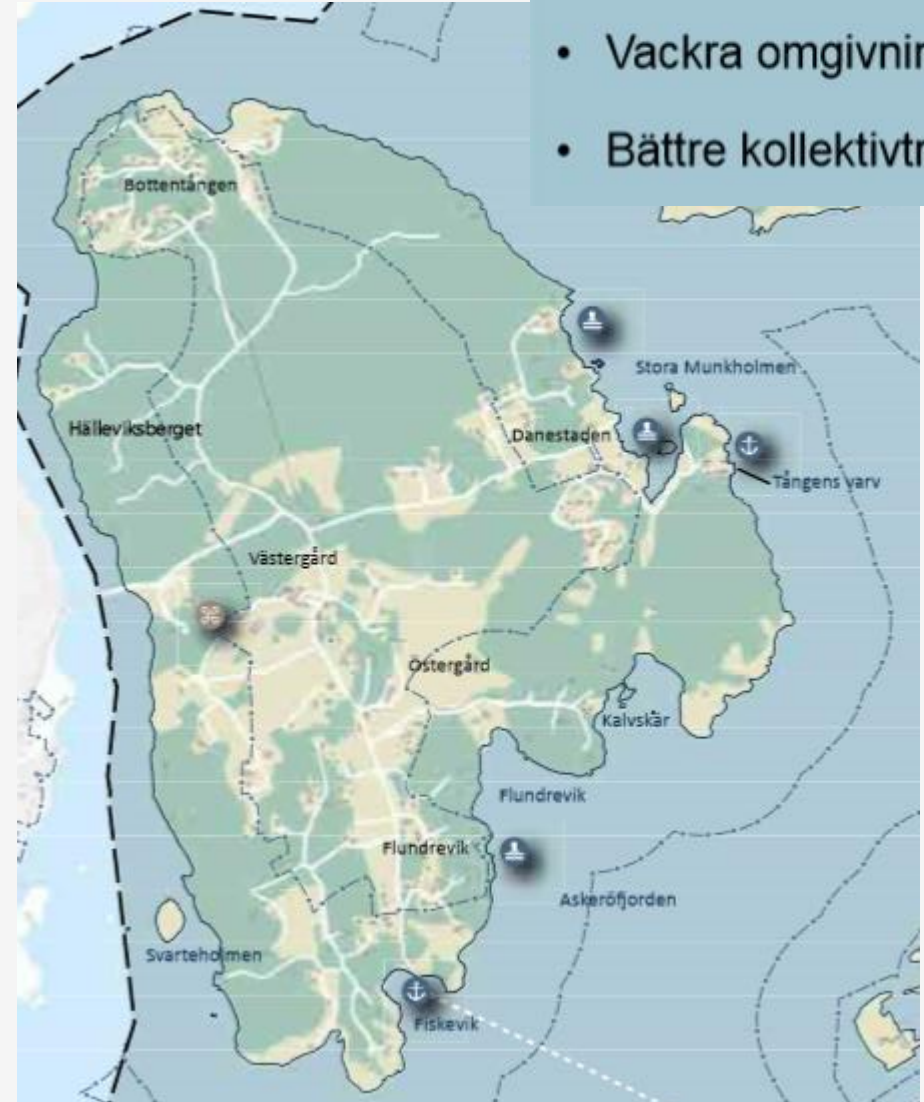 • Vackra omgivnin
• Bättre kollektivtr
Bottentången
Stora Munkholmen
Hälleviksberget
Danestaden
Tångens varv
Västergård
Östergård
Kalvskär
Flundrevik
Flundrevik
Askeröfjorden
Svarteholmen
Fiskevik